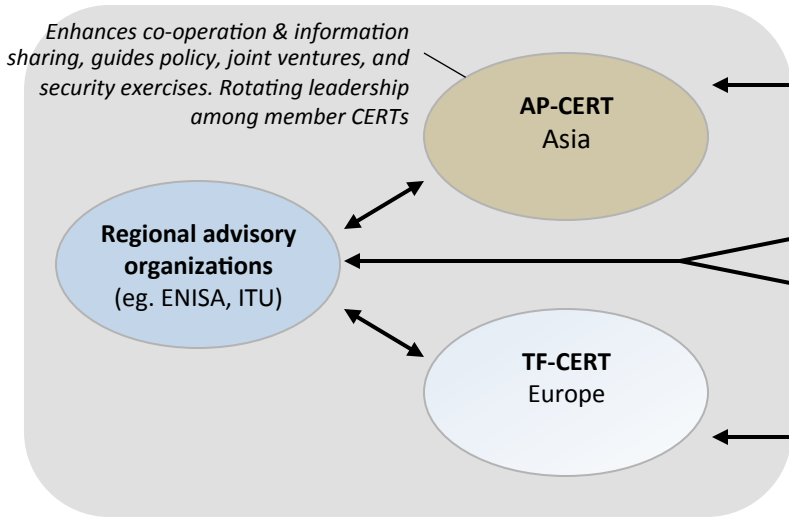 Enhances co-operation & information
sharing, guides policy, joint ventures, and
security exercises. Rotating leadership
among member CERTs
AP-CERT
Asia
Regional advisory
organizations
(eg. ENISA, ITU)
TF-CERT
Europe